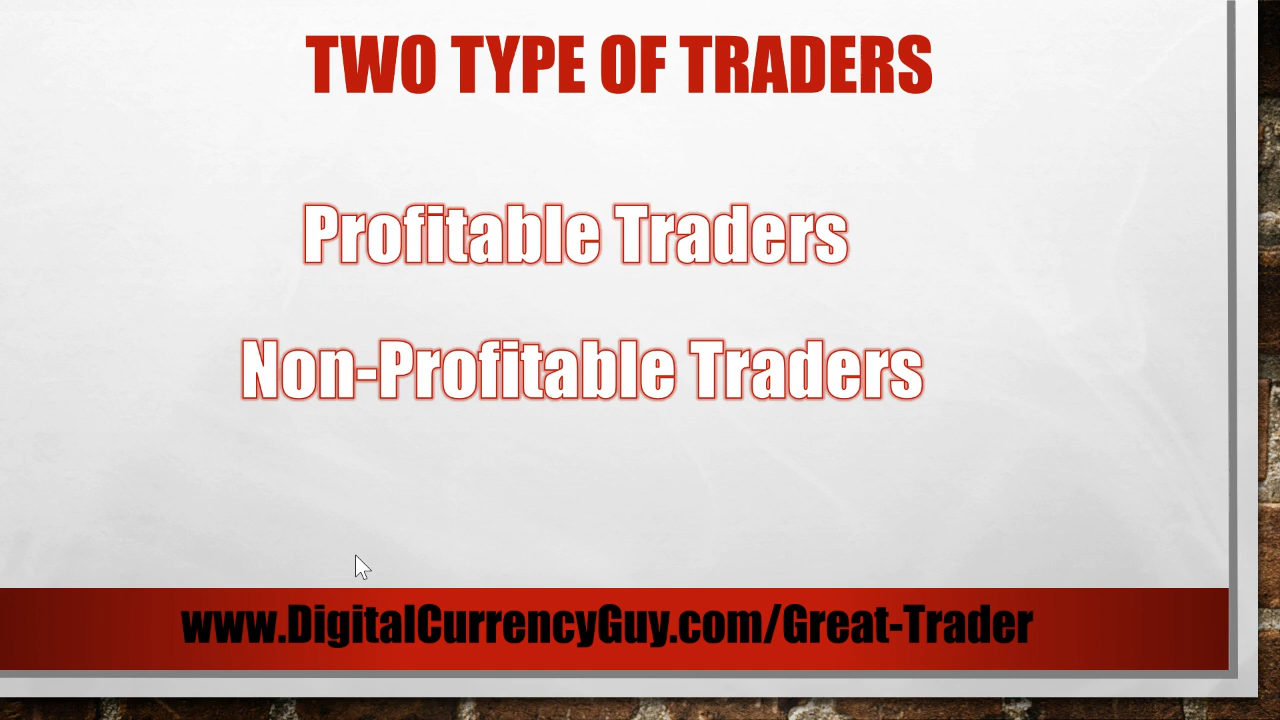 TWO TYPE OF TRADERS
Profitable Traders
Non-Profitable Traders
www.DigitalCurrencyGuy.com/Great-Trader